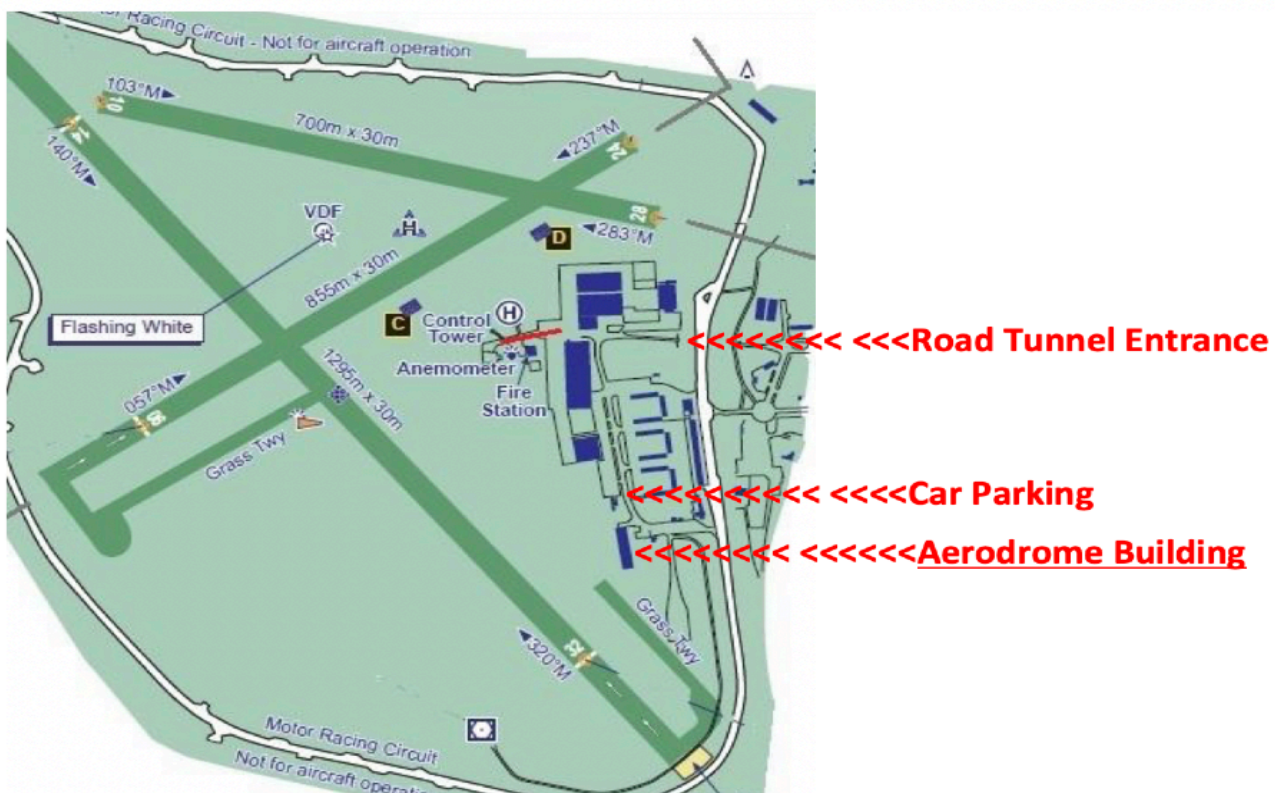 Motor Racing Circuit - Not for aircraft operation
103°M
10
700m x 30m
14
140°M
237°M
24
28
283°M
VDF
H
D
855m x 30m
Flashing White
C
Control
Tower
H
Anemometer
Fire
Station
<<<<<<<< <<<Road Tunnel Entrance
1295m x 30m
057°M
06
Grass Twy
<<<<<<<<<< <<<<Car Parking
<<<<<<<< <<<<<<Aerodrome Building
Grass Twy
32
320°M
Motor Racing Circuit
Not for aircraft operation